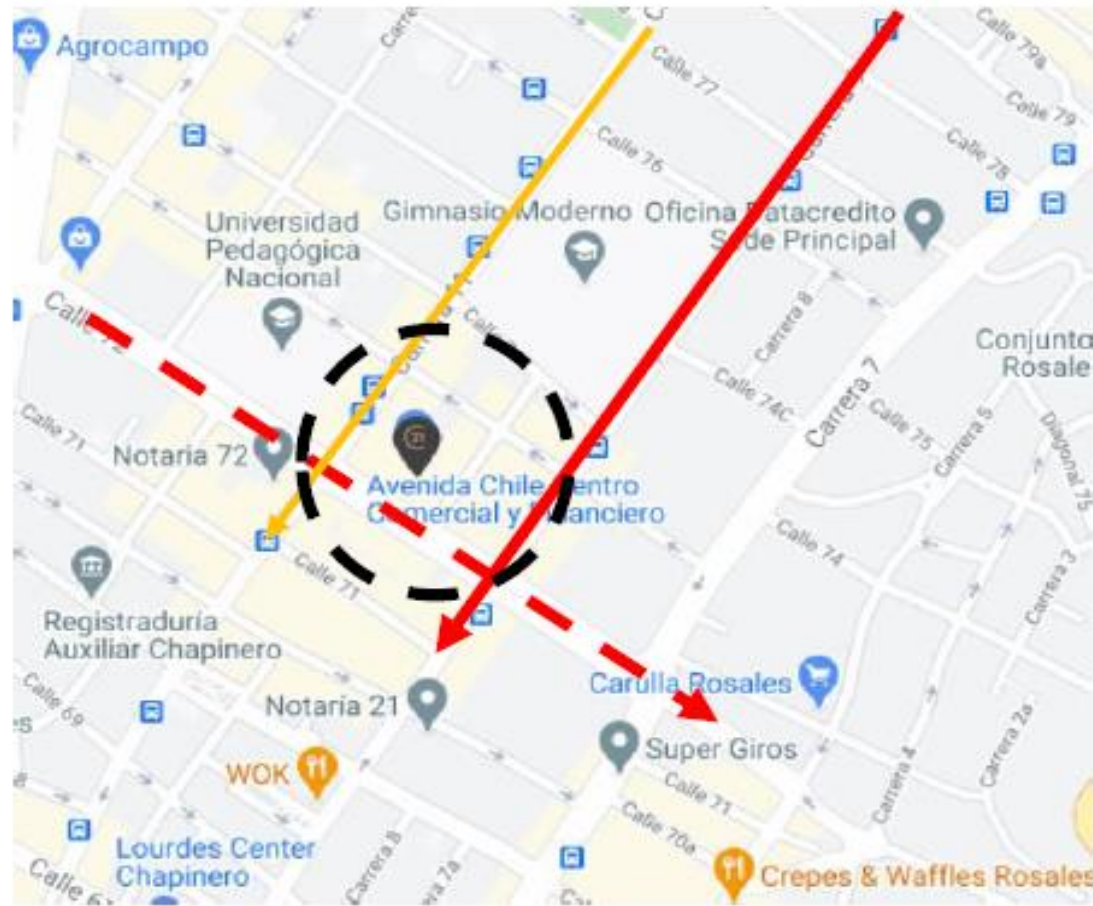 Agrocampo
Calle 79a
Calle 77
Calle 79
Calle 76
Calle 78
Universidad
Pedagógica
Nacional
Gimnasio Moderno
Oficina Datacredito
Sede Principal
Calle 72
Carrera 8
Conjunto
Rosale
Calle 74C
Carrera 7
Calle 75
Carrera 5
Diagonal 75
Calle 71
Notaria 72
Avenida Chile Centro
Comercial y Financiero
Calle 74
Carrera 3
Calle 71
Registraduría
Auxiliar Chapinero
Carulla Rosales
Calle 69
Notaria 21
Super Giros
Carrera 2a
Carrera 4
WOK
Calle 71
Calle 70a
Lourdes Center
Chapinero
Carrera 8
Crepes & Waffles Rosales